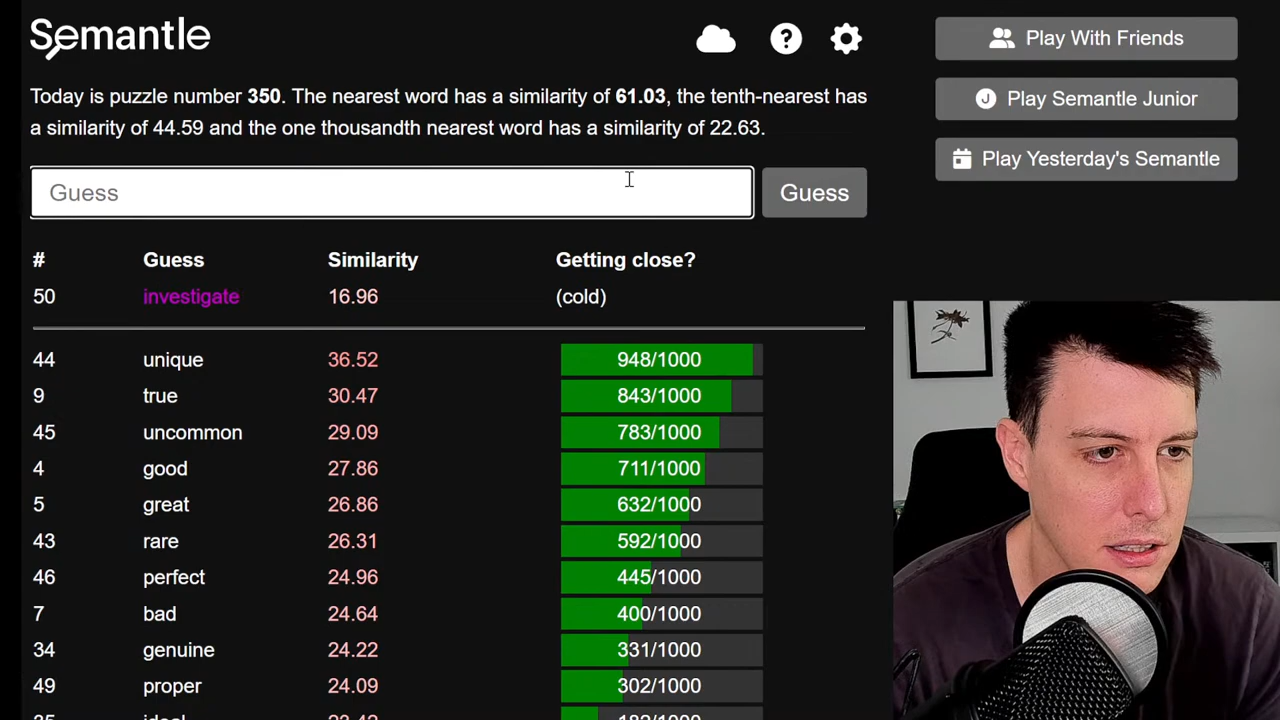 Semantle
Play With Friends
Today is puzzle number 350. The nearest word has a similarity of 61.03, the tenth-nearest has
a similarity of 44.59 and the one thousandth nearest word has a similarity of 22.63.
J Play Semantle Junior
Play Yesterday's Semantle
Guess Guess
# Guess Similarity Getting close?
50 investigate 16.96 (cold)
44 unique 36.52 948/1000
9 true 30.47 843/1000
45 uncommon 29.09 783/1000
4 good 27.86 711/1000
5 great 26.86 632/1000
43 rare 26.31 592/1000
46 perfect 24.96 445/1000
7 bad 24.64 400/1000
34 genuine 24.22 331/1000
49 proper 24.09 302/1000